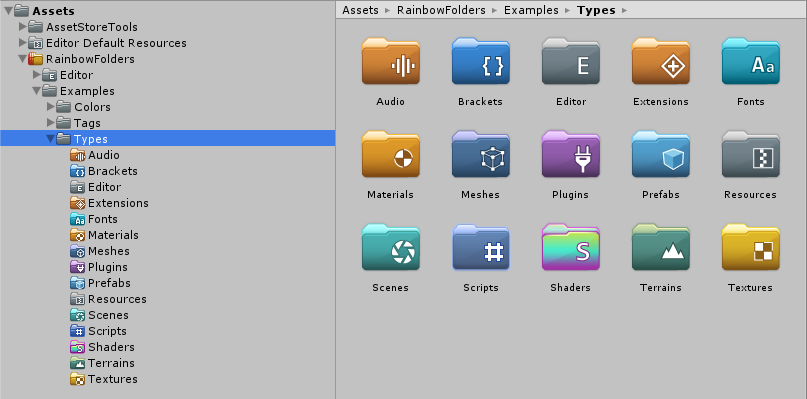 Assets
AssetStoreTools
Editor Default Resources
RainbowFolders
Editor
Examples
Colors
Tags
Types
Audio
Brackets
Editor
Extensions
Fonts
Materials
Meshes
Plugins
Prefabs
Resources
Scenes
Scripts
Shaders
Terrains
Textures
Assets ▸ RainbowFolders ▸ Examples ▸ Types ▸
{} E Aa
Audio Brackets Editor Extensions Fonts
Materials Meshes Plugins Prefabs Resources
# S
Scenes Scripts Shaders Terrains Textures